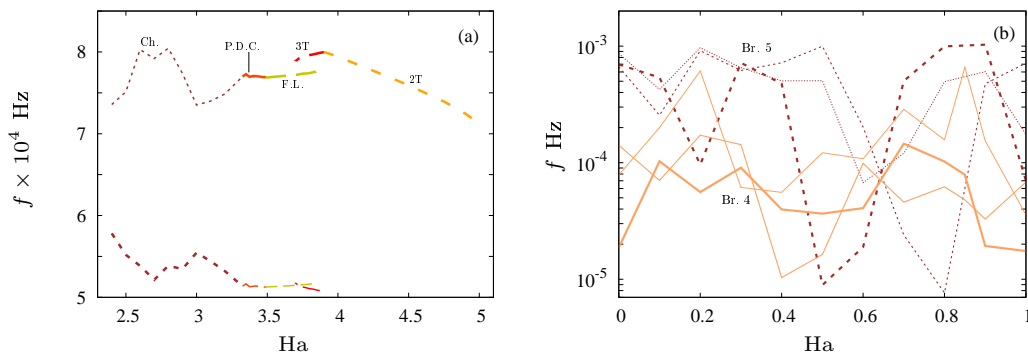 (a)
Ch.
P.D.C.
3T
F.L.
2T
8
7
6
5
f × 10^4 Hz
2.5 3 3.5 4 4.5 5
Ha
(b)
Br. 5
Br. 4
10^-3
10^-4
10^-5
f Hz
0 0.2 0.4 0.6 0.8 1
Ha